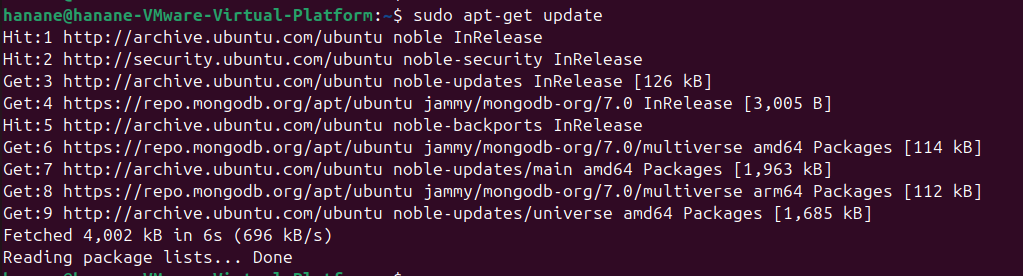 hanane@hanane-VMware-Virtual-Platform:~$ sudo apt-get update
Hit:1 http://archive.ubuntu.com/ubuntu noble InRelease
Hit:2 http://security.ubuntu.com/ubuntu noble-security InRelease
Get:3 http://archive.ubuntu.com/ubuntu noble-updates InRelease [126 kB]
Get:4 https://repo.mongodb.org/apt/ubuntu jammy/mongodb-org/7.0 InRelease [3,005 B]
Hit:5 http://archive.ubuntu.com/ubuntu noble-backports InRelease
Get:6 https://repo.mongodb.org/apt/ubuntu jammy/mongodb-org/7.0/multiverse amd64 Packages [114 kB]
Get:7 http://archive.ubuntu.com/ubuntu noble-updates/main amd64 Packages [1,963 kB]
Get:8 https://repo.mongodb.org/apt/ubuntu jammy/mongodb-org/7.0/multiverse arm64 Packages [112 kB]
Get:9 http://archive.ubuntu.com/ubuntu noble-updates/universe amd64 Packages [1,685 kB]
Fetched 4,002 kB in 6s (696 kB/s)
Reading package lists... Done